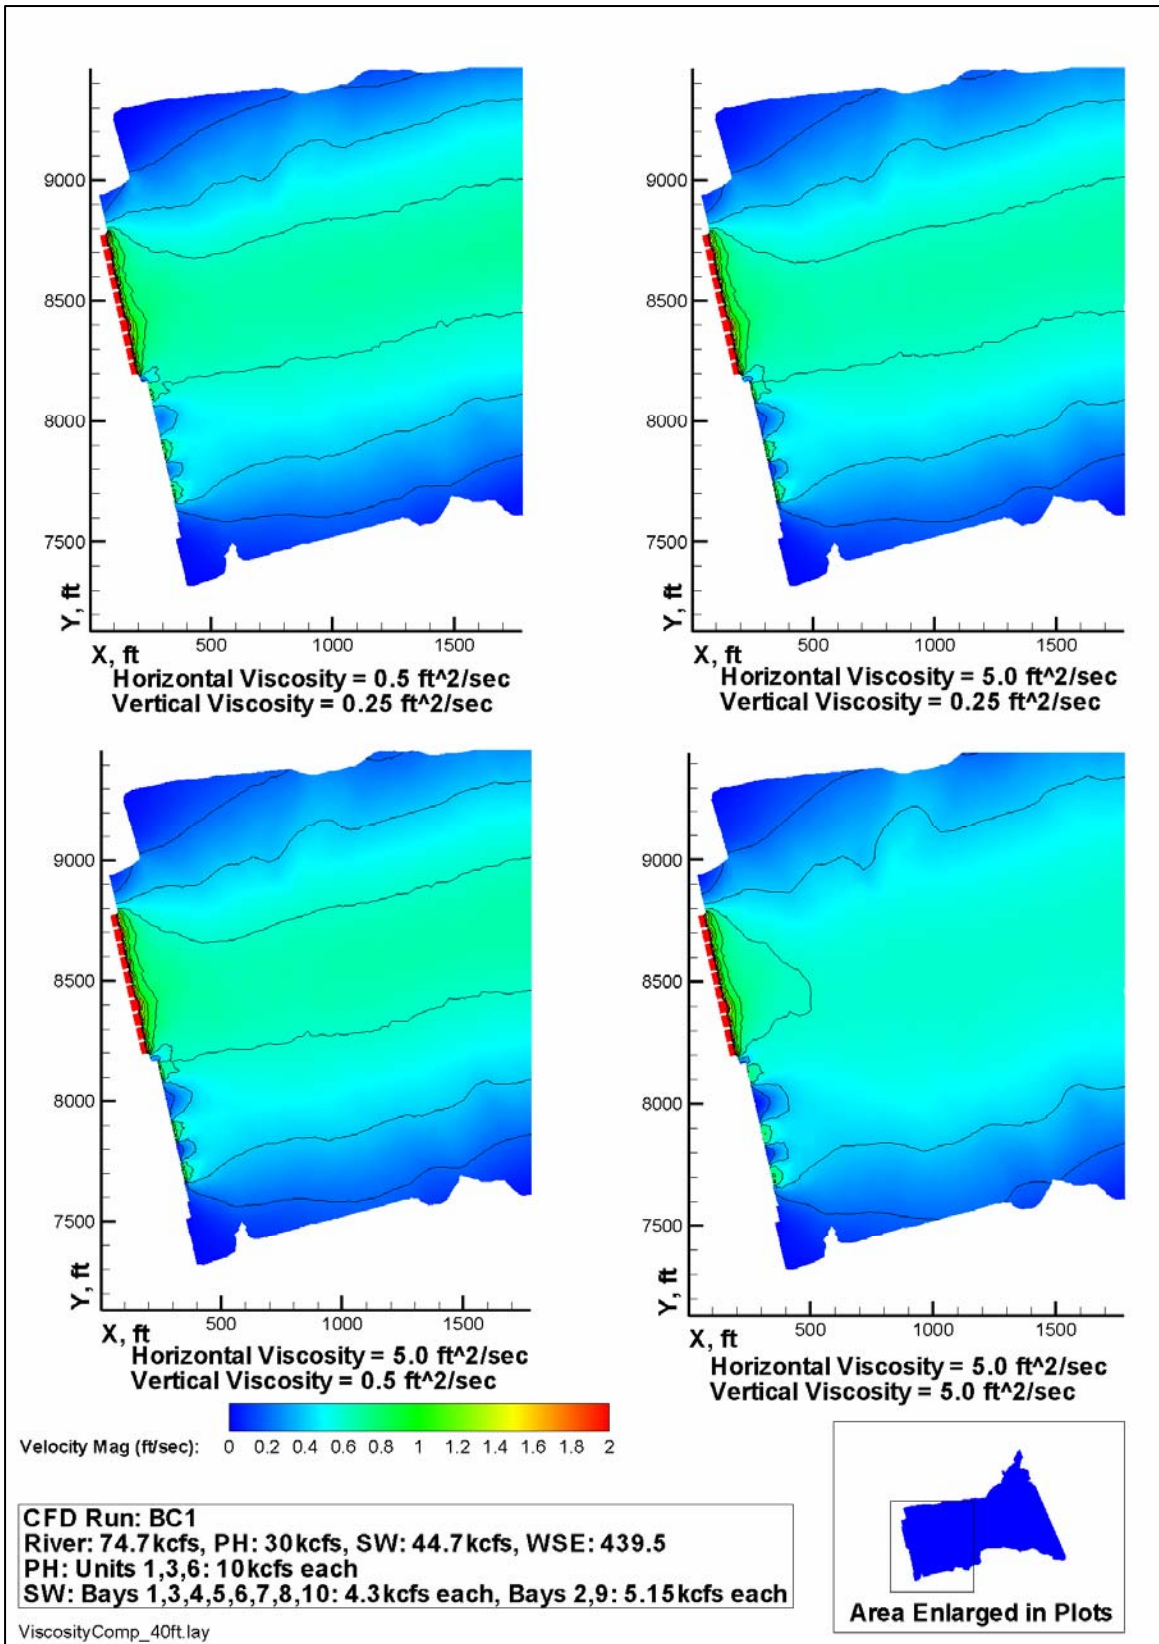 9000
8500
8000
7500
Y, ft
500
1000
1500
X, ft
Horizontal Viscosity = 0.5 ft^2/sec
Vertical Viscosity = 0.25 ft^2/sec
9000
8500
8000
7500
Y, ft
500
1000
1500
X, ft
Horizontal Viscosity = 5.0 ft^2/sec
Vertical Viscosity = 0.25 ft^2/sec
9000
8500
8000
7500
Y, ft
500
1000
1500
X, ft
Horizontal Viscosity = 5.0 ft^2/sec
Vertical Viscosity = 0.5 ft^2/sec
9000
8500
8000
7500
Y, ft
500
1000
1500
X, ft
Horizontal Viscosity = 5.0 ft^2/sec
Vertical Viscosity = 5.0 ft^2/sec
Velocity Mag (ft/sec): 0 0.2 0.4 0.6 0.8 1 1.2 1.4 1.6 1.8 2
CFD Run: BC1
River: 74.7kcfs, PH: 30kcfs, SW: 44.7kcfs, WSE: 439.5
PH: Units 1,3,6: 10kcfs each
SW: Bays 1,3,4,5,6,7,8,10: 4.3kcfs each, Bays 2,9: 5.15kcfs each
Area Enlarged in Plots
ViscosityComp_40ft.lay